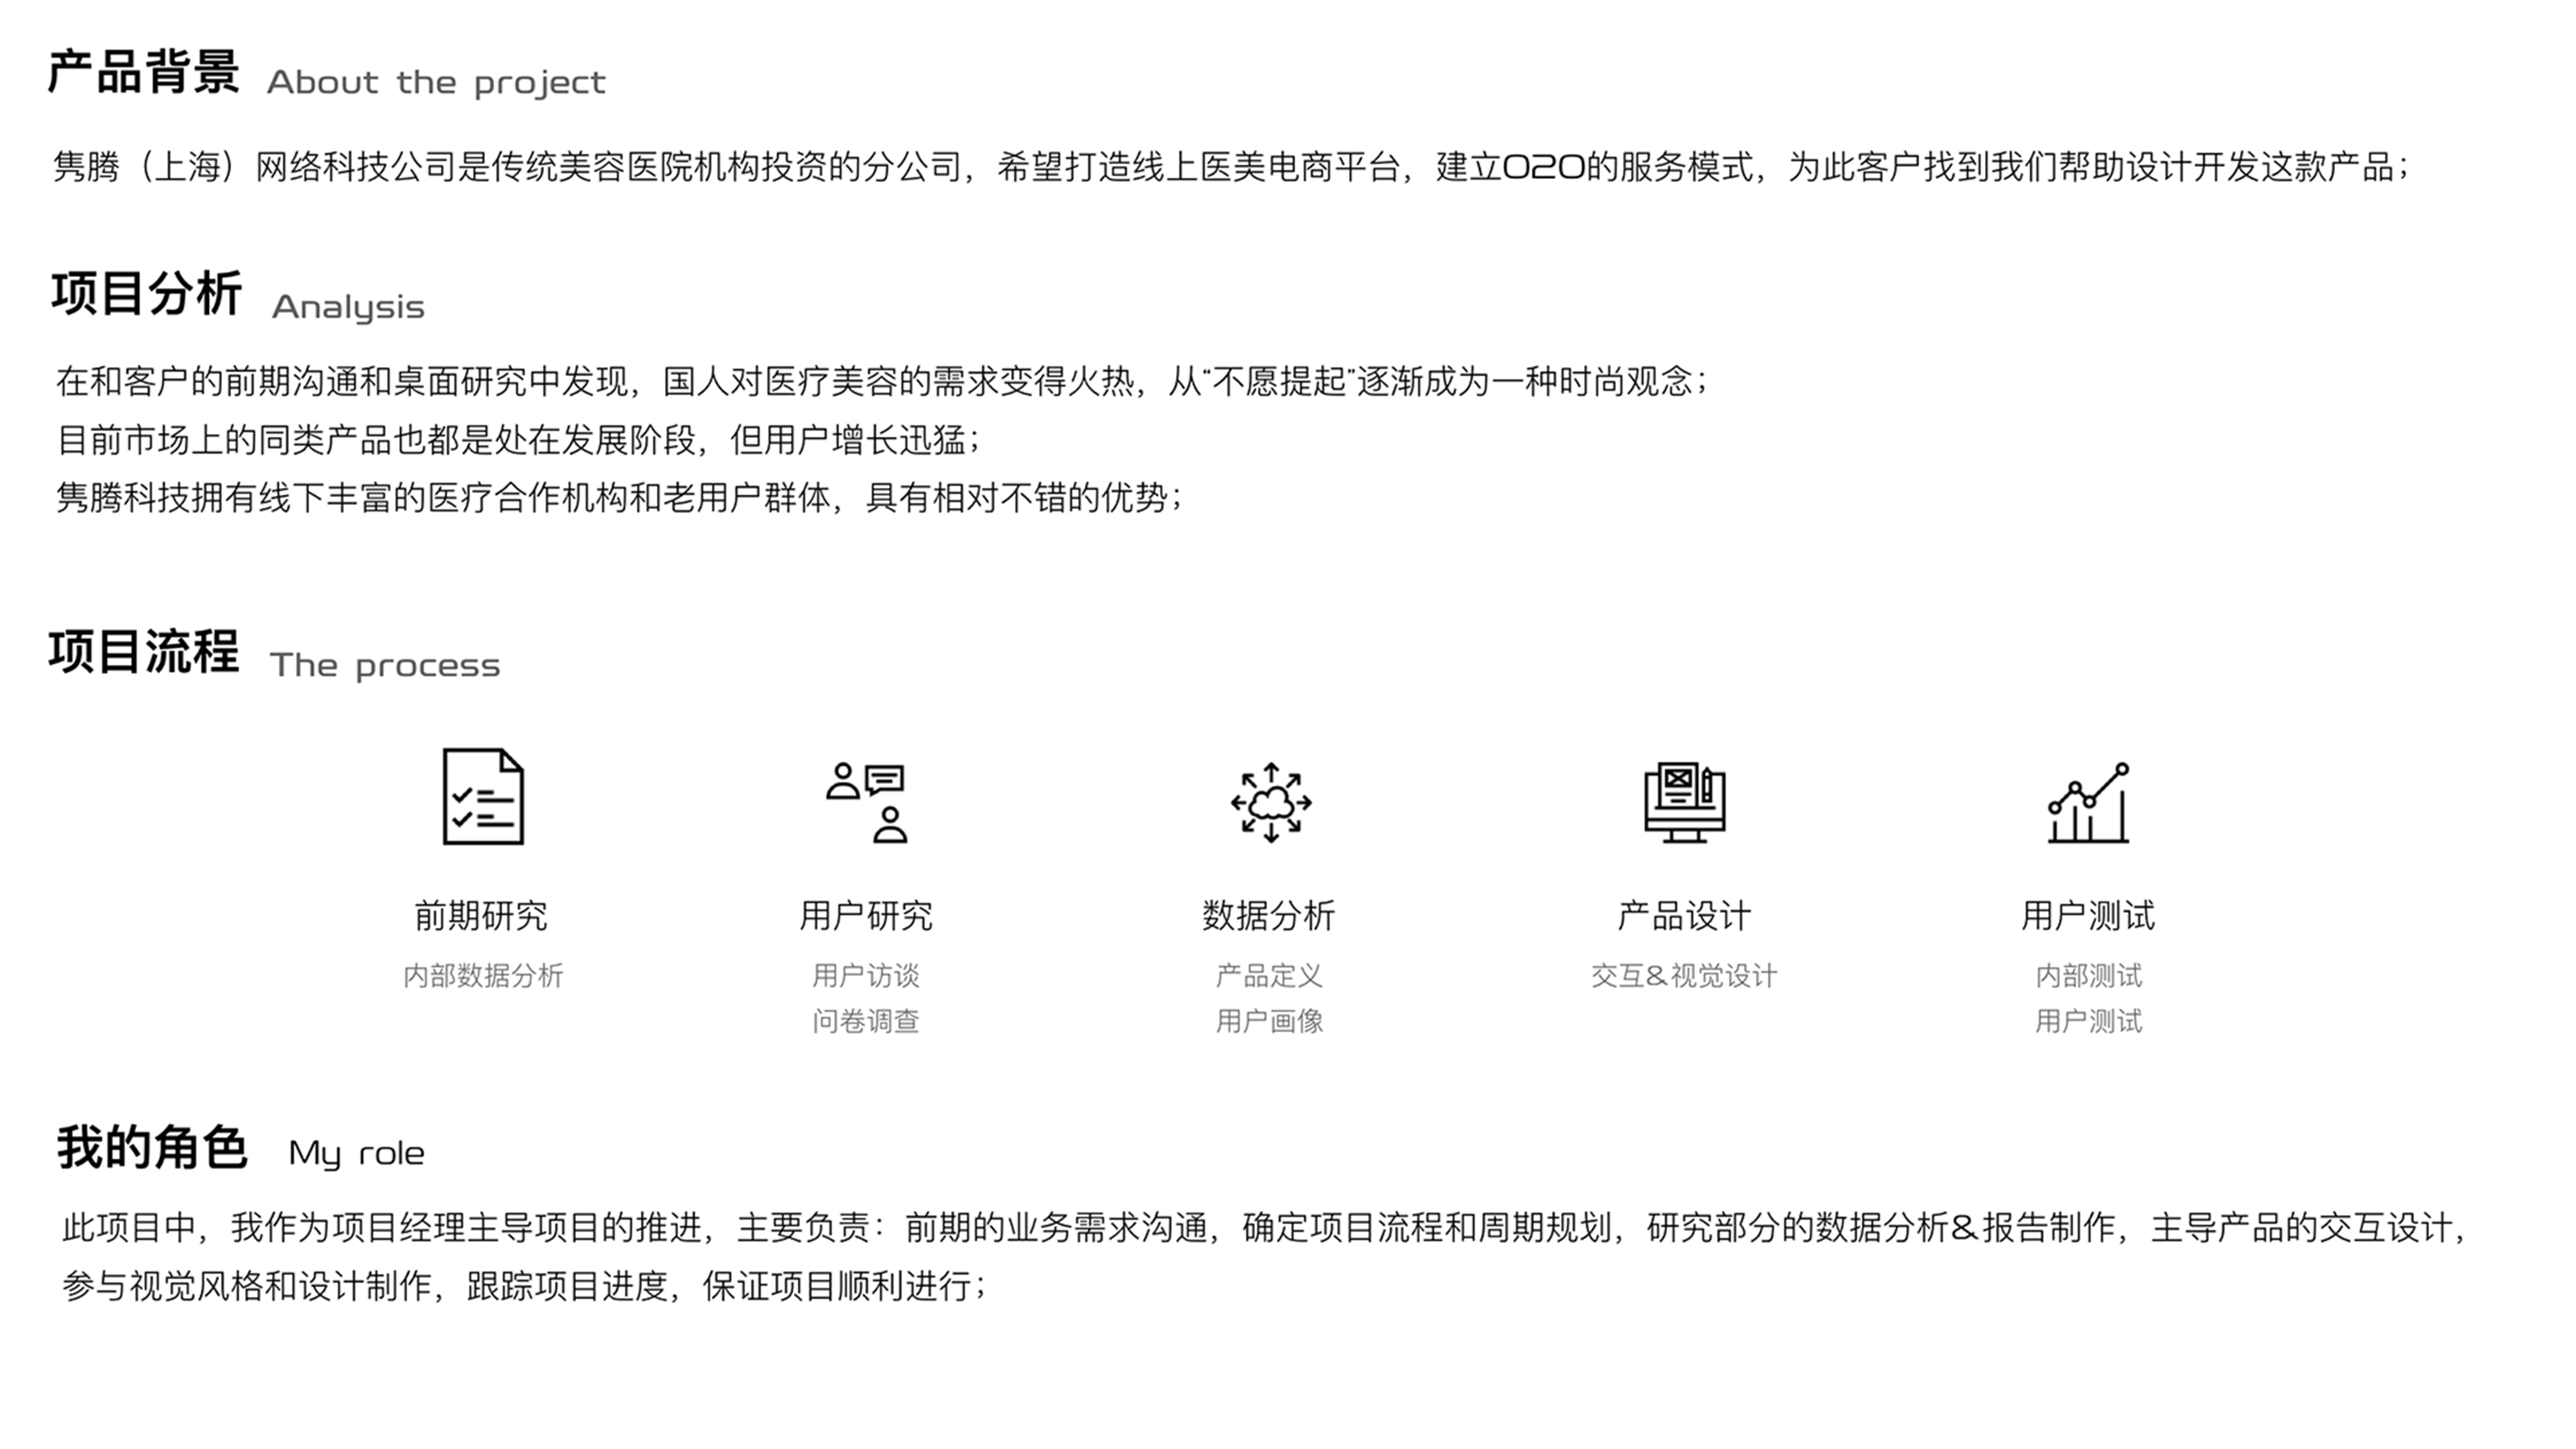 产品背景 About the project
隽腾（上海）网络科技公司是传统美容医院机构投资的分公司，希望打造线上医美电商平台，建立O2O的服务模式，为此客户找到我们帮助设计开发这款产品；
项目分析 Analysis
在和客户的前期沟通和桌面研究中发现，国人对医疗美容的需求变得火热，从“不愿提起”逐渐成为一种时尚观念；
目前市场上的同类产品也都是处在发展阶段，但用户增长迅猛；
隽腾科技拥有线下丰富的医疗合作机构和老用户群体，具有相对不错的优势；
项目流程 The process
前期研究
内部数据分析
用户研究
用户访谈
问卷调查
数据分析
产品定义
用户画像
产品设计
交互&视觉设计
用户测试
内部测试
用户测试
我的角色 My role
此项目中，我作为项目经理主导项目的推进，主要负责：前期的业务需求沟通，确定项目流程和周期规划，研究部分的数据分析&报告制作，主导产品的交互设计，
参与视觉风格和设计制作，跟踪项目进度，保证项目顺利进行；